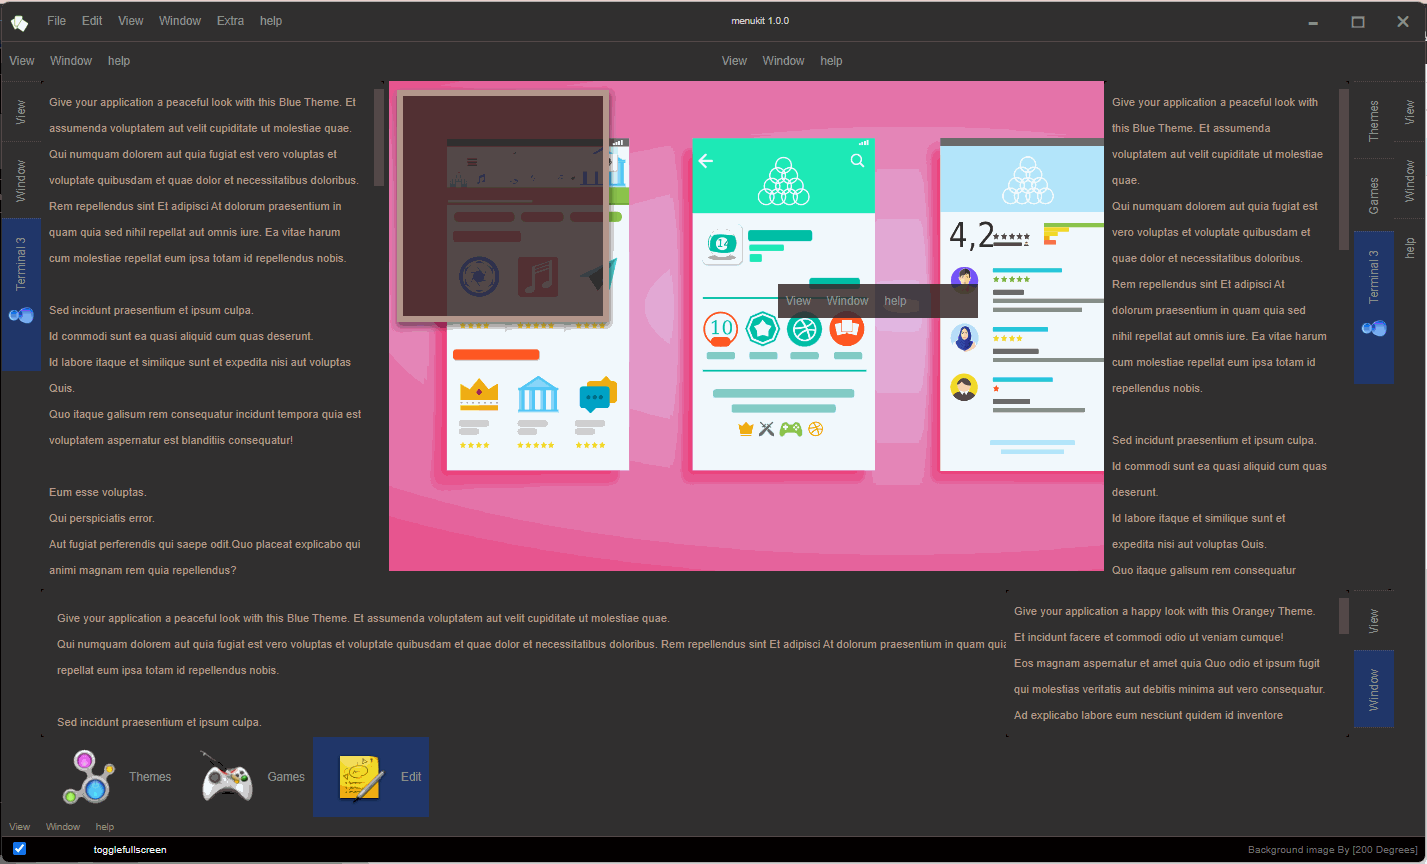 File Edit View Window Extra help
menukit 1.0.0
View Window help
View Window help
View
Window
Terminal 3
Give your application a peaceful look with this Blue Theme. Et
assumenda voluptatem aut velit cupiditate ut molestiae quae.
Qui numquam dolorem aut quia fugiat est vero voluptas et
voluptate quibusdam et quae dolor et necessitatibus doloribus.
Rem repellendus sint Et adipisci At dolorum praesentium in
quam quia sed nihil repellat aut omnis iure. Ea vitae harum
cum molestiae repellat eum ipsa totam id repellendus nobis.
Sed incidunt praesentium et ipsum culpa.
Id commodi sunt ea quasi aliquid cum quas deserunt.
Id labore itaque et similique sunt et expedita nisi aut voluptas
Quis.
Quo itaque galisum rem consequatur incidunt tempora quia est
voluptatem aspernatur est blanditiis consequatur!
Eum esse voluptas.
Qui perspiciatis error.
Aut fugiat perferendis qui saepe odit.Quo placeat explicabo qui
animi magnam rem quia repellendus?
14
10
4,2
View Window help
Give your application a peaceful look with
this Blue Theme. Et assumenda
voluptatem aut velit cupiditate ut molestiae
quae.
Qui numquam dolorem aut quia fugiat est
vero voluptas et voluptate quibusdam et
quae dolor et necessitatibus doloribus.
Rem repellendus sint Et adipisci At
dolorum praesentium in quam quia sed
nihil repellat aut omnis iure. Ea vitae harum
cum molestiae repellat eum ipsa totam id
repellendus nobis.
Sed incidunt praesentium et ipsum culpa.
Id commodi sunt ea quasi aliquid cum quas
deserunt.
Id labore itaque et similique sunt et
expedita nisi aut voluptas Quis.
Quo itaque galisum rem consequatur
Themes
Games
Terminal 3
View
Window
help
Give your application a peaceful look with this Blue Theme. Et assumenda voluptatem aut velit cupiditate ut molestiae quae.
Qui numquam dolorem aut quia fugiat est vero voluptas et voluptate quibusdam et quae dolor et necessitatibus doloribus. Rem repellendus sint Et adipisci At dolorum praesentium in quam quia
repellat eum ipsa totam id repellendus nobis.
Sed incidunt praesentium et ipsum culpa.
Give your application a happy look with this Orangey Theme.
Et incidunt facere et commodi odio ut veniam cumque!
Eos magnam aspernatur et amet quia Quo odio et ipsum fugit
qui molestias veritatis aut debitis minima aut vero consequatur.
Ad explicabo labore eum nesciunt quidem id inventore
View
Window
Themes Games Edit
View Window help
togglefullscreen
Background image By [200 Degrees]